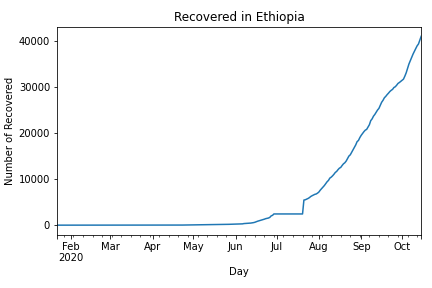 Recovered in Ethiopia
40000
30000
20000
10000
0
Number of Recovered
Feb Mar Apr May Jun Jul Aug Sep Oct
2020
Day